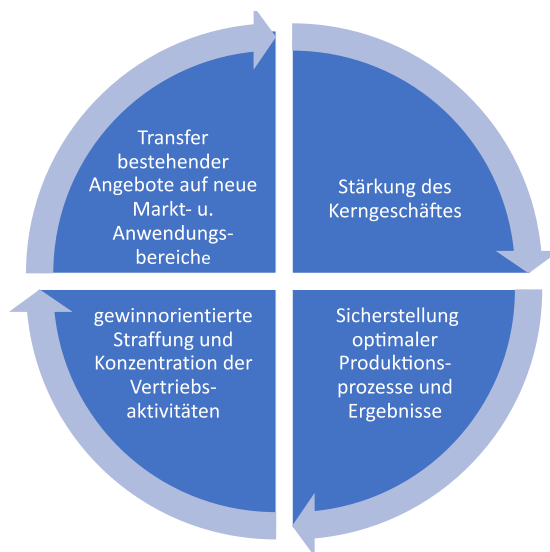 Transfer
bestehender
Angebote auf neue
Markt- u.
Anwendungs-
bereiche
Stärkung des
Kerngeschäftes
gewinnorientierte
Straffung und
Konzentration der
Vertriebs-
aktivitäten
Sicherstellung
optimaler
Produktions-
prozesse und
Ergebnisse